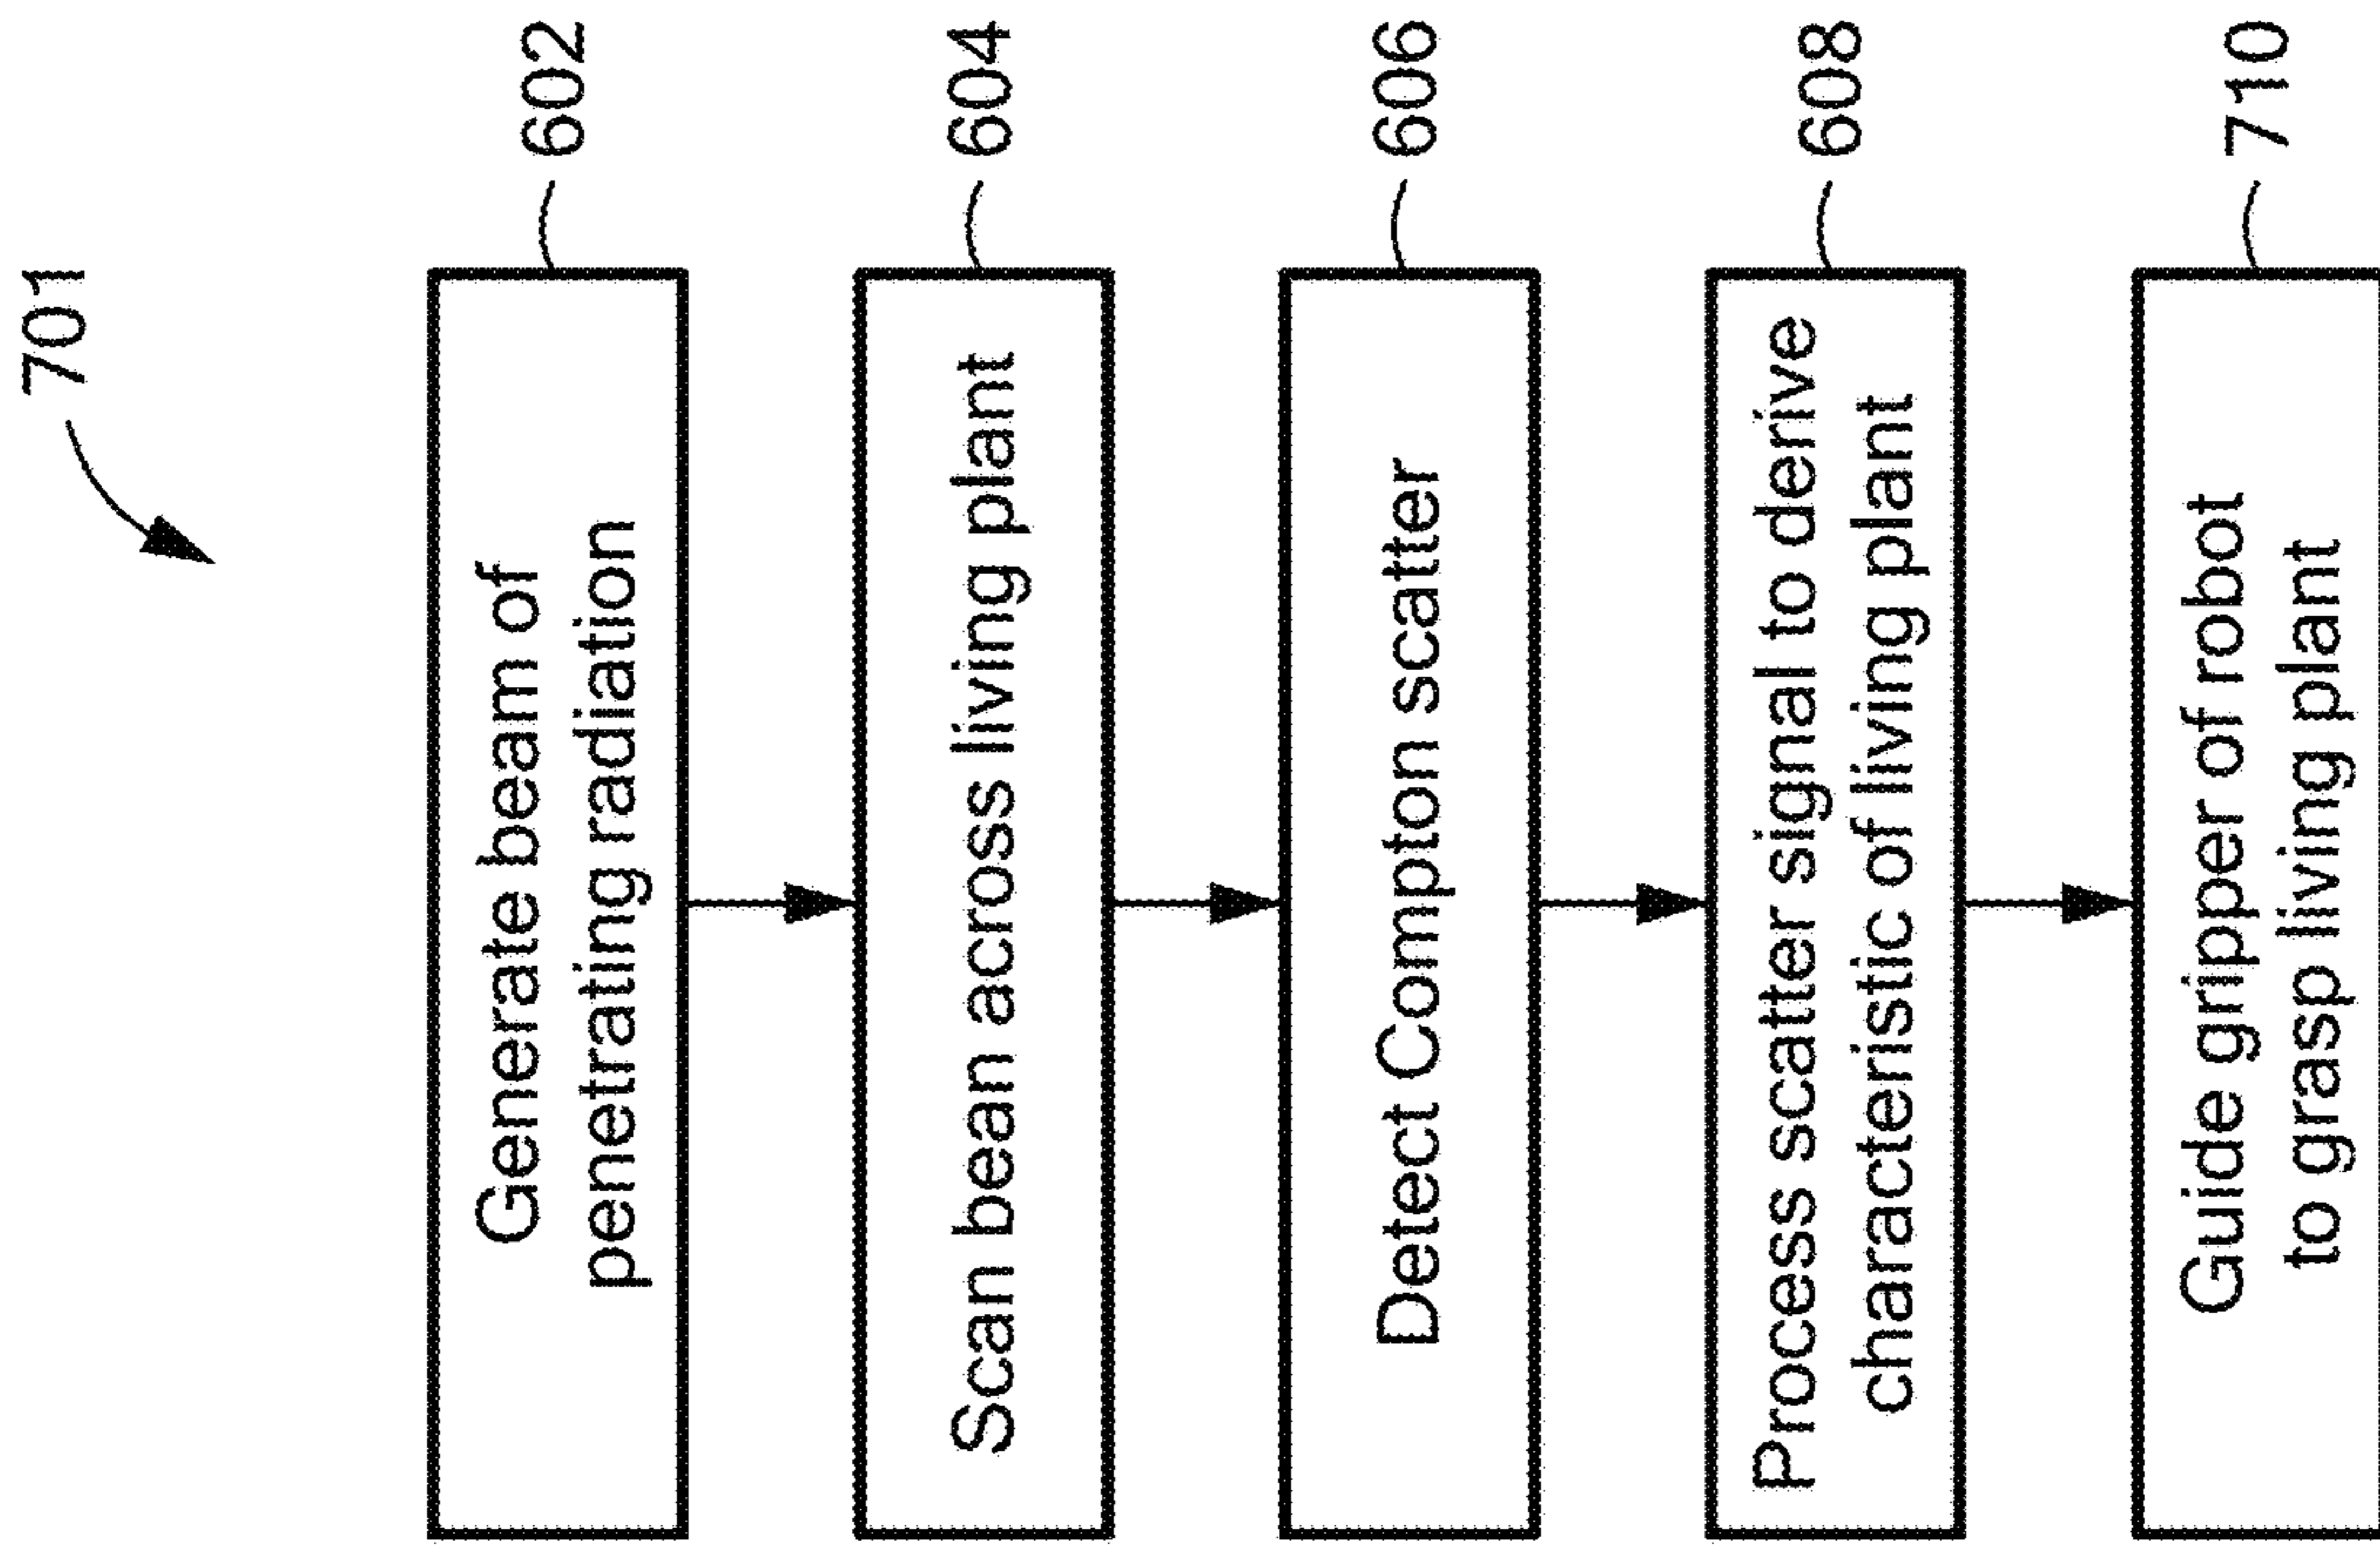 701
Generate beam of
penetrating radiation
602
Scan bean across living plant
604
Detect Compton scatter
606
Process scatter signal to derive
characteristic of living plant
608
Guide gripper of robot
to grasp living plant
710